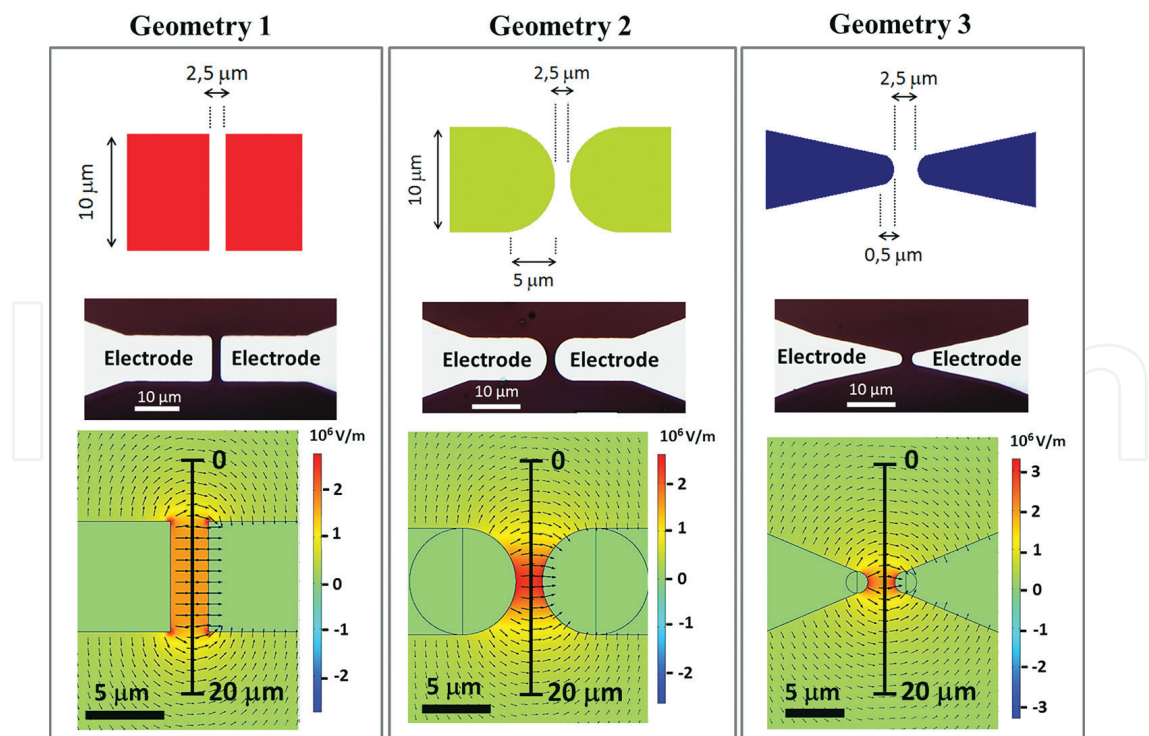 Geometry 1
2,5 μm
10 μm
Electrode
Electrode
10 μm
10⁶ V/m
0
2
1
0
-1
-2
5 μm
20 μm
Geometry 2
2,5 μm
10 μm
5 μm
Electrode
Electrode
10 μm
10⁶ V/m
0
2
1
0
-1
-2
5 μm
20 μm
Geometry 3
2,5 μm
0,5 μm
Electrode
Electrode
10 μm
10⁶ V/m
0
3
2
1
0
-1
-2
-3
5 μm
20 μm